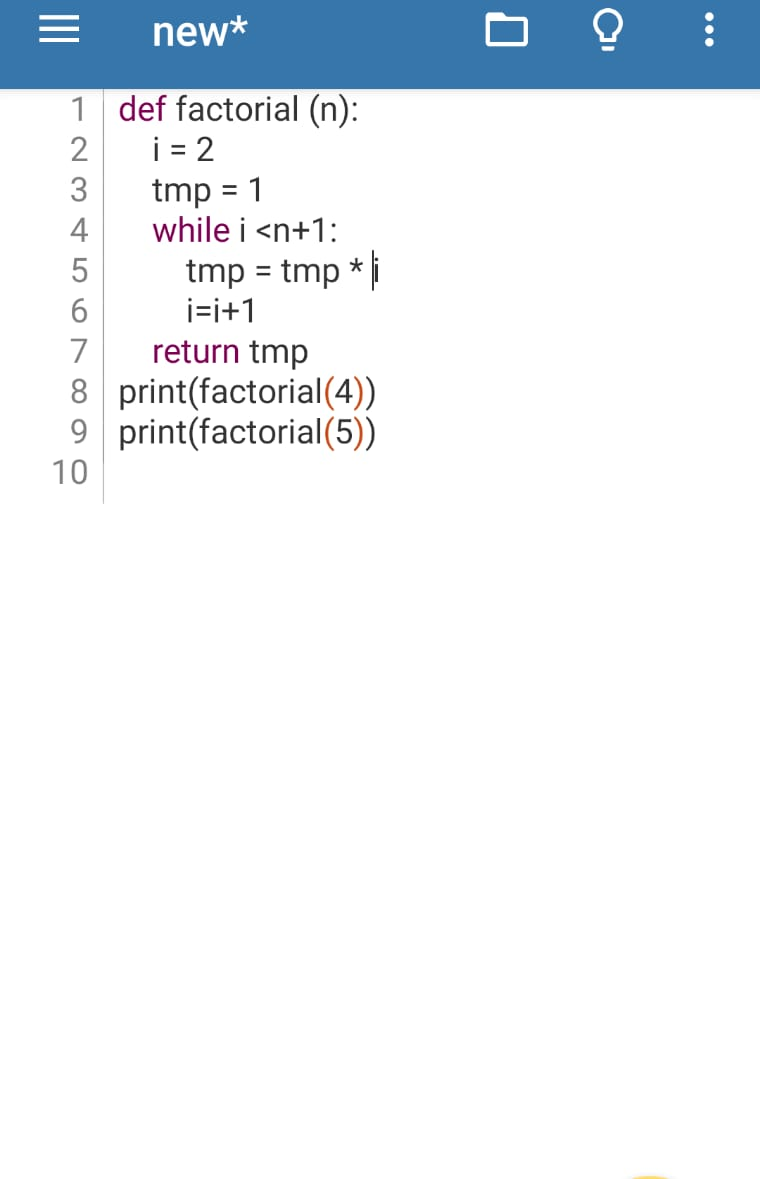 new*
1 def factorial (n):
2 i = 2
3 tmp = 1
4 while i <n+1:
5 tmp = tmp * i
6 i=i+1
7 return tmp
8 print(factorial(4))
9 print(factorial(5))
10